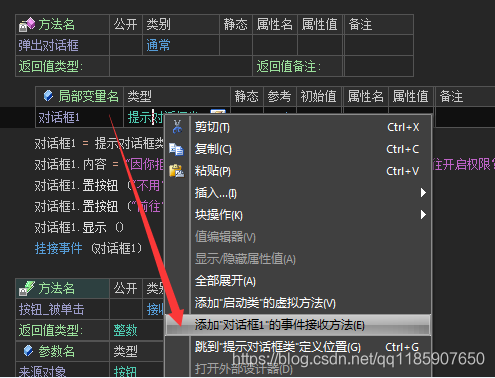 方法名 公开 类别 静态 属性名 属性值 备注
弹出对话框 通常
返回值类型: 返回值备注:
局部变量名 类型 静态 参考 初始值 属性名 属性值 备注
对话框1 提示对话框类
对话框1 = 提示对话框类
对话框1.内容 = "因你拒 往开启权限?
对话框1.置按钮 ("不用"
对话框1.置按钮 ("前往"
对话框1.显示 ()
挂接事件 (对话框1)
剪切(T) Ctrl+X
复制(C) Ctrl+C
粘贴(P) Ctrl+V
插入...(I)
块操作(K)
值编辑器(V)
显示/隐藏属性值(A)
全部展开(A)
添加"启动类"的虚拟方法(V)
添加"对话框1"的事件接收方法(E)
跳到"提示对话框类"定义位置(G) Ctrl+G
打开外部设计器(D)
方法名 公开 类别
按钮_被单击 接收
返回值类型: 整数
参数名 类型
来源对象 按钮
https://blog.csdn.net/qq1185907650